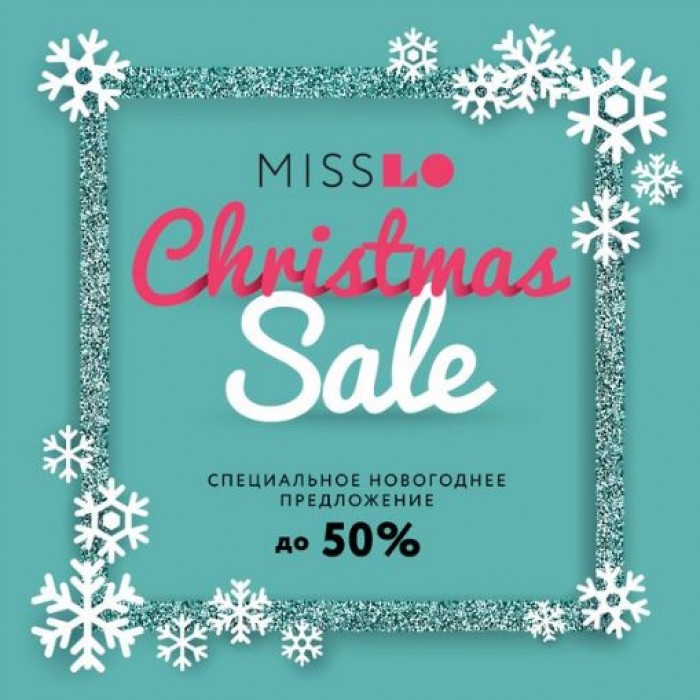 MISSLO
Christmas
Sale
СПЕЦИАЛЬНОЕ НОВОГОДНЕЕ
ПРЕДЛОЖЕНИЕ
до 50%